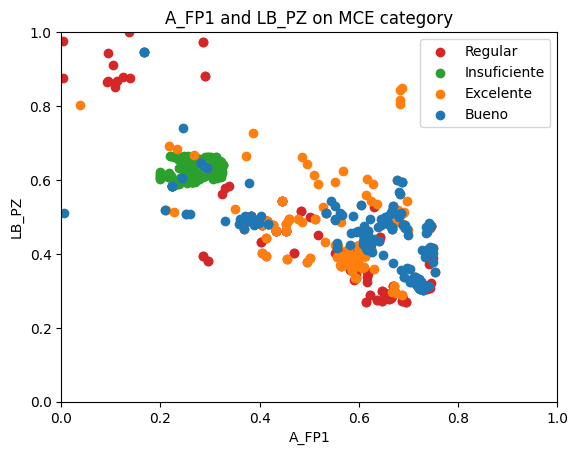 A_FP1 and LB_PZ on MCE category
1.0
0.8
0.6
0.4
0.2
0.0
LB_PZ
Regular
Insuficiente
Excelente
Bueno
0.0 0.2 0.4 0.6 0.8 1.0
A_FP1